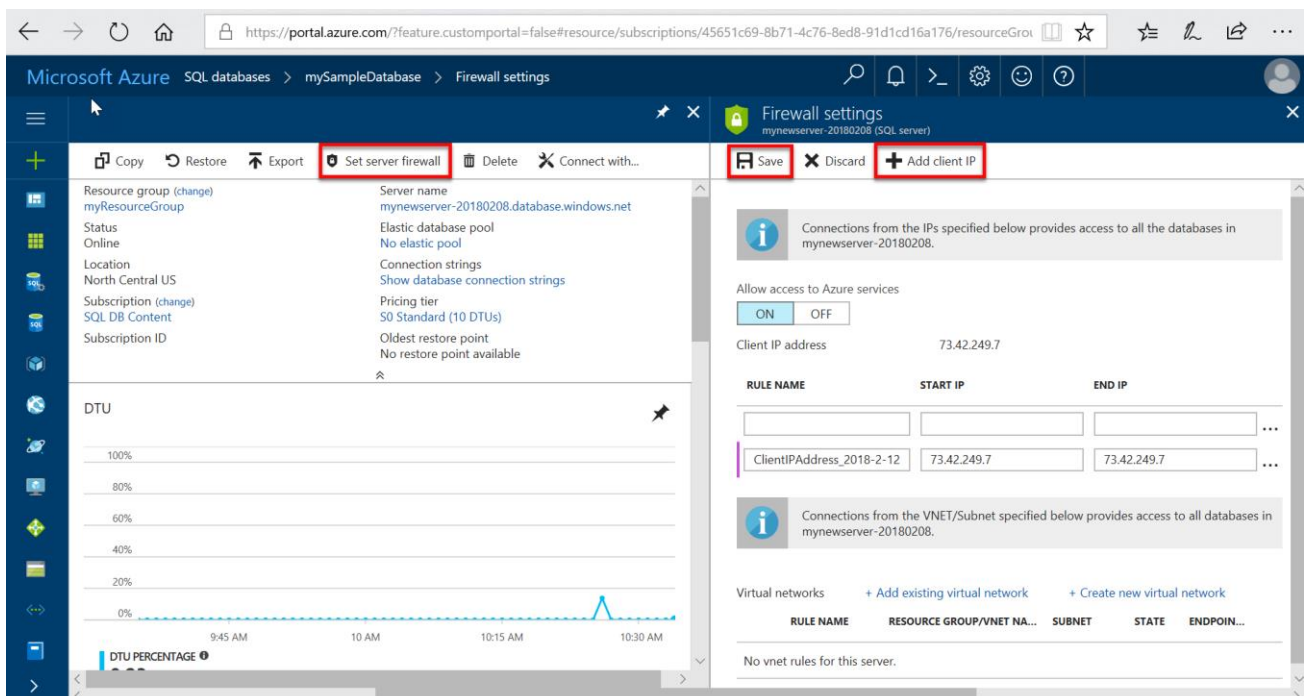 https://portal.azure.com/?feature.customportal=false#resource/subscriptions/45651c69-8b71-4c76-8ed8-91d1cd16a176/resourceGrou
Microsoft Azure SQL databases > mySampleDatabase > Firewall settings
Copy Restore Export Set server firewall Delete Connect with...
Resource group (change)
myResourceGroup
Status
Online
Location
North Central US
Subscription (change)
SQL DB Content
Subscription ID
Server name
mynewserver-20180208.database.windows.net
Elastic database pool
No elastic pool
Connection strings
Show database connection strings
Pricing tier
S0 Standard (10 DTUs)
Oldest restore point
No restore point available
DTU
100%
80%
60%
40%
20%
0%
9:45 AM 10 AM 10:15 AM 10:30 AM
DTU PERCENTAGE
Firewall settings
mynewserver-20180208 (SQL server)
Save Discard Add client IP
Connections from the IPs specified below provides access to all the databases in
mynewserver-20180208.
Allow access to Azure services
ON OFF
Client IP address 73.42.249.7
RULE NAME START IP END IP
...
ClientIPAddress_2018-2-12 73.42.249.7 73.42.249.7 ...
Connections from the VNET/Subnet specified below provides access to all databases in
mynewserver-20180208.
Virtual networks + Add existing virtual network + Create new virtual network
RULE NAME RESOURCE GROUP/VNET NA... SUBNET STATE ENDPOIN...
No vnet rules for this server.